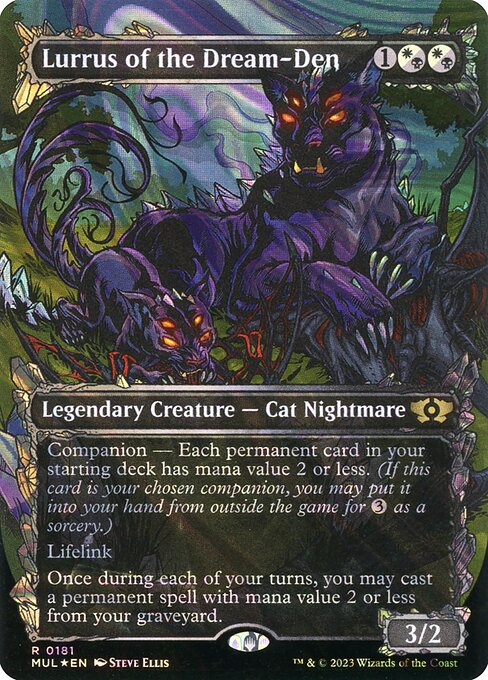 Lurrus of the Dream-Den 1
Legendary Creature — Cat Nightmare
Companion — Each permanent card in your
starting deck has mana value 2 or less. (If this
card is your chosen companion, you may put it
into your hand from outside the game for 3 as a
sorcery.)
Lifelink
Once during each of your turns, you may cast
a permanent spell with mana value 2 or less
from your graveyard.
3/2
R 0181
MUL★EN Steve Ellis
™ & © 2023 Wizards of the Coast